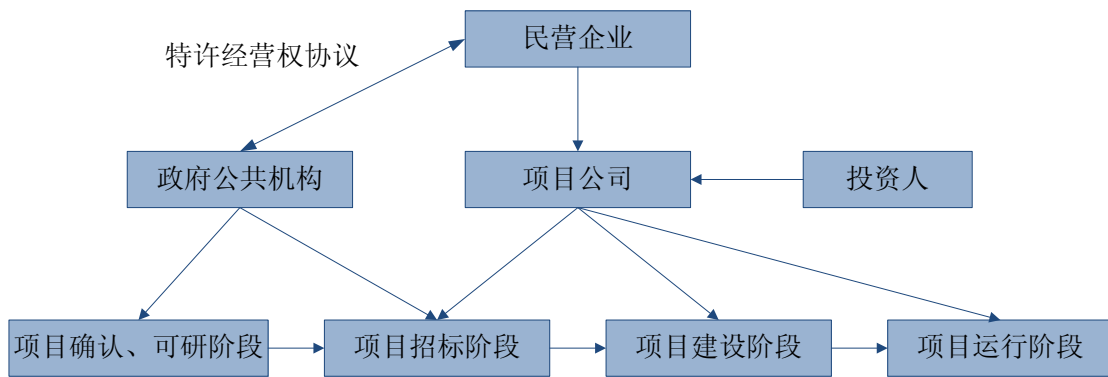 民营企业
特许经营权协议
政府公共机构
项目公司
投资人
项目确认、可研阶段
项目招标阶段
项目建设阶段
项目运行阶段